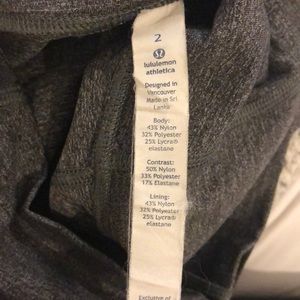 2
lululemon
athletica
Designed in
Vancouver
Made in Sri
Lanka
Body:
43% Nylon
32% Polyester
25% Lycra®
elastane
Contrast:
50% Nylon
33% Polyester
17% Elastane
Lining:
43% Nylon
32% Polyester
25% Lycra®
elastane
Exclusive of